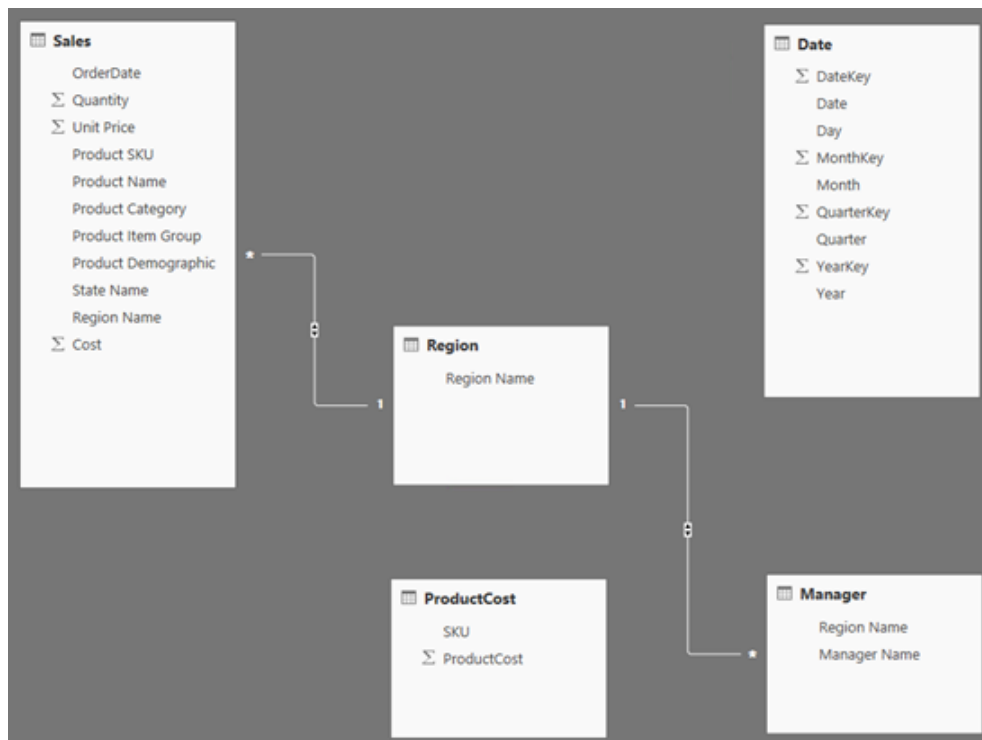 Sales
OrderDate
Σ Quantity
Σ Unit Price
Product SKU
Product Name
Product Category
Product Item Group
Product Demographic
State Name
Region Name
Σ Cost
*
1
Region
Region Name
1
*
Date
Σ DateKey
Date
Day
Σ MonthKey
Month
Σ QuarterKey
Quarter
Σ YearKey
Year
ProductCost
SKU
Σ ProductCost
Manager
Region Name
Manager Name